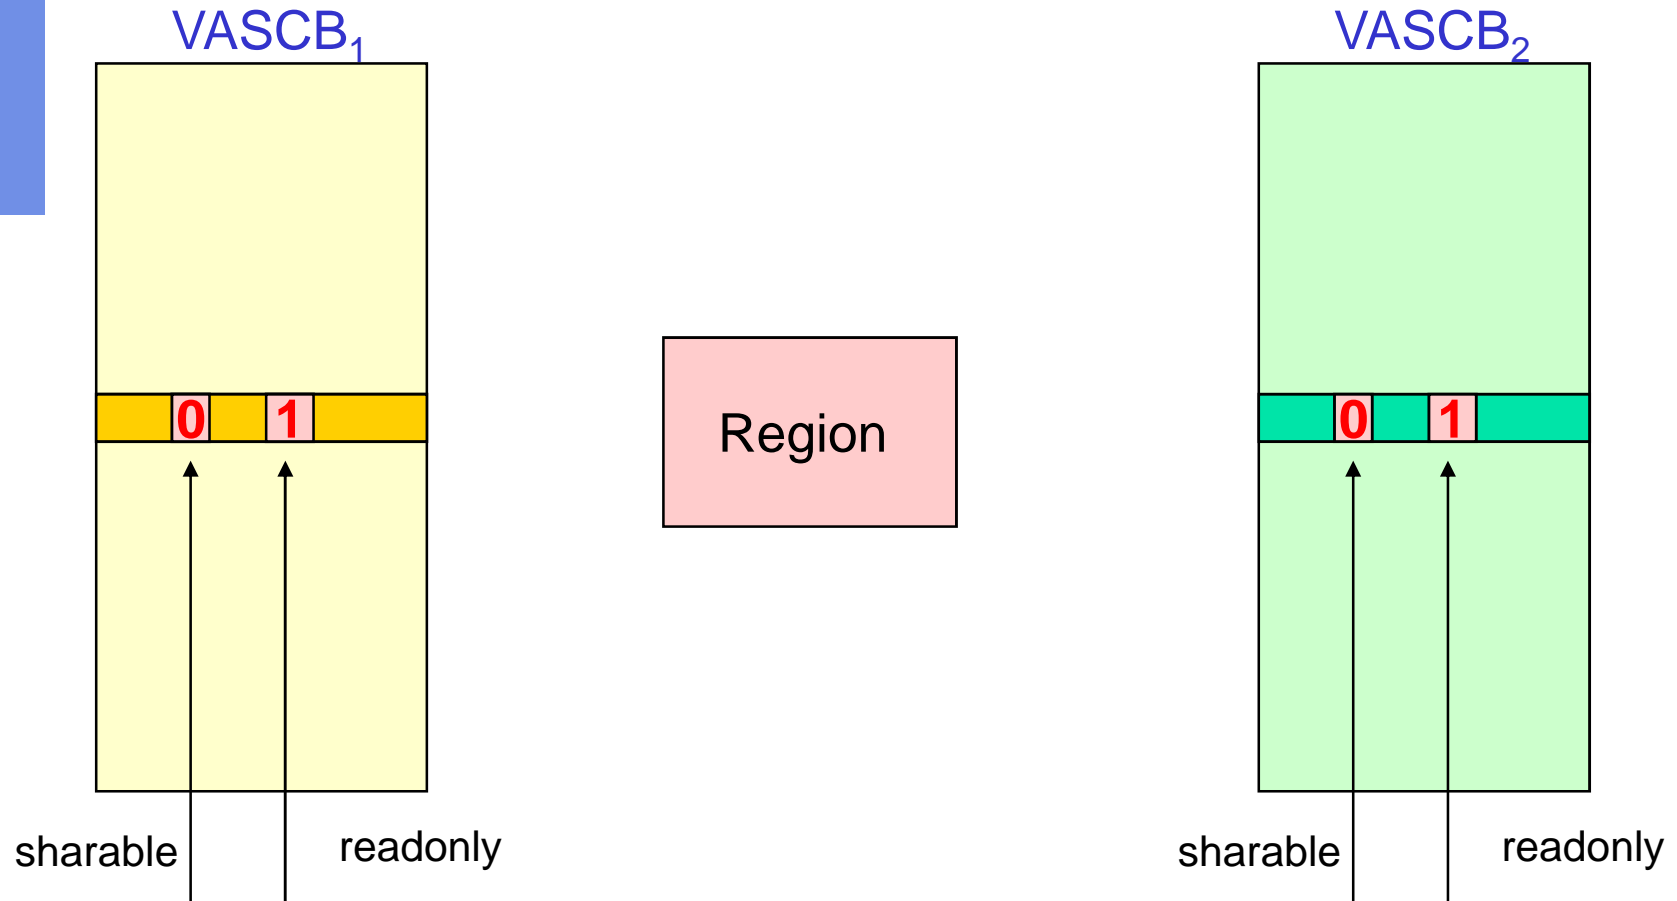 VASCB₁
VASCB₂
0 1
Region
0 1
sharable
readonly
sharable
readonly